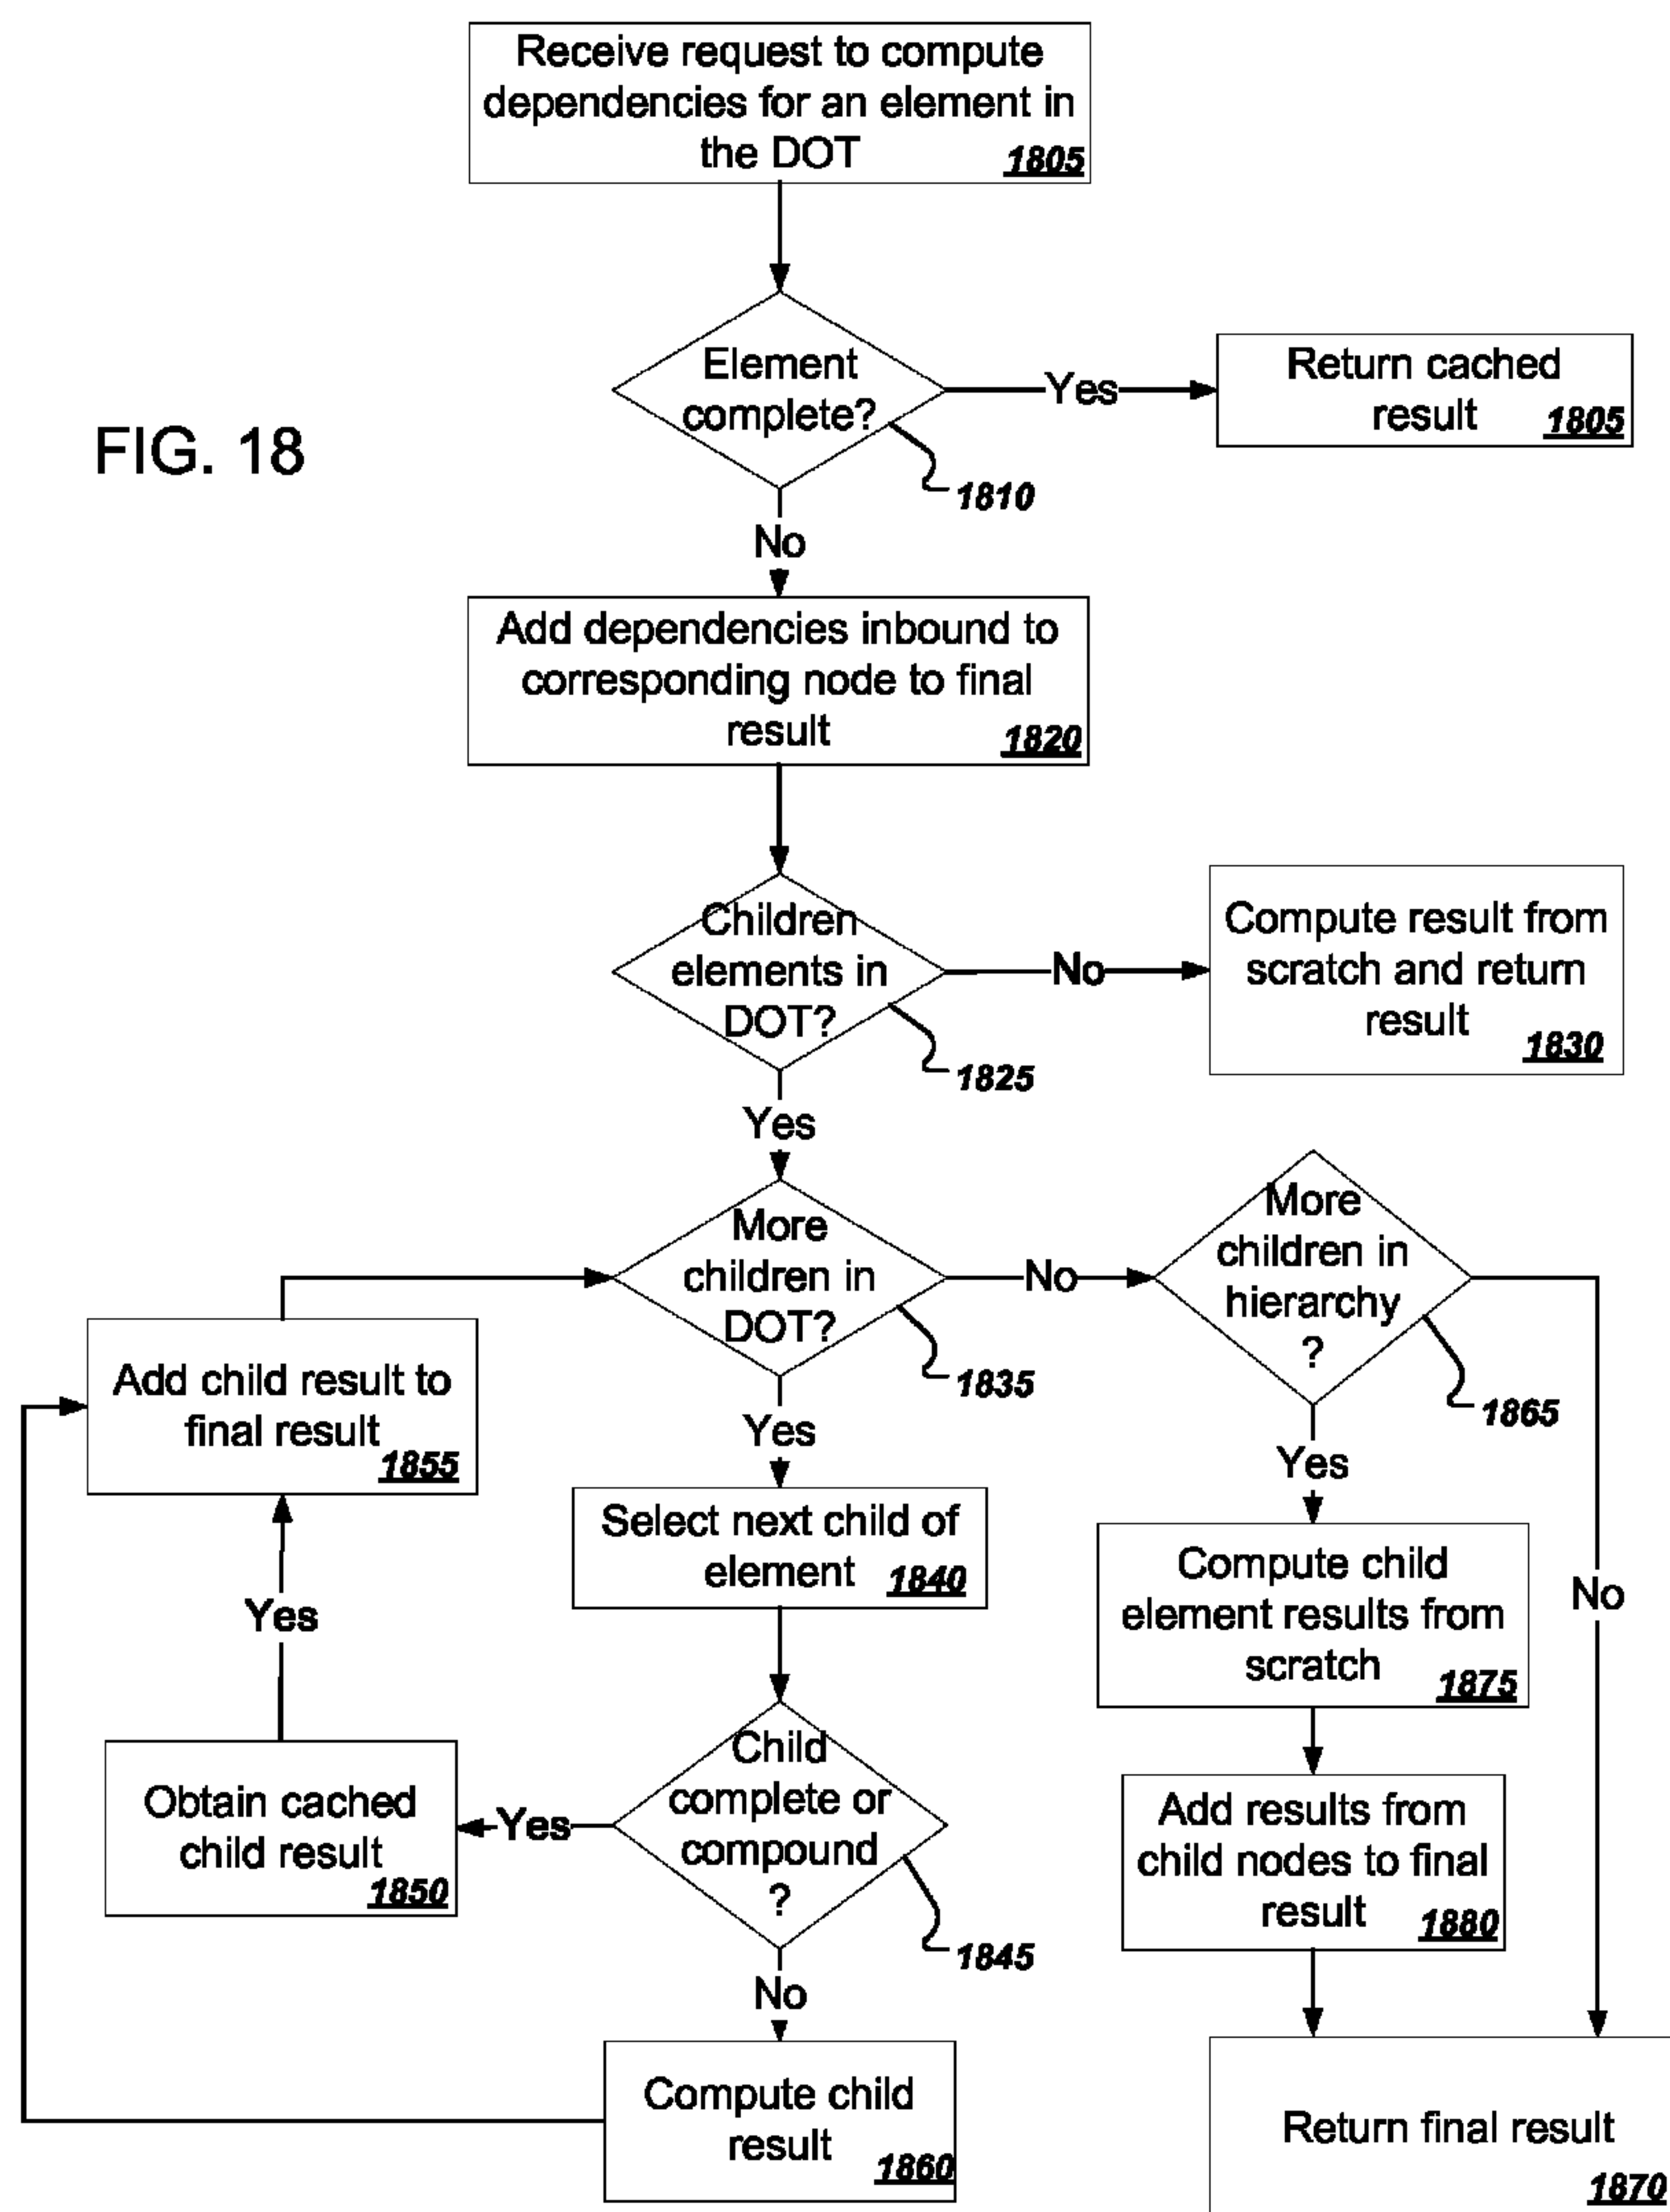 Receive request to compute
dependencies for an element in
the DOT 1805
Element
complete?
Yes
Return cached
result 1805
FIG. 18
1810
No
Add dependencies inbound to
corresponding node to final
result 1820
Children
elements in
DOT?
No
Compute result from
scratch and return
result 1830
1825
Yes
More
children in
DOT?
No
More
children in
hierarchy
?
1835
1865
Add child result to
final result
1855
Yes
Yes
Select next child of
element 1840
Compute child
element results from
scratch 1875
No
Yes
Child
complete or
compound
?
Yes
Obtain cached
child result
1850
1845
Add results from
child nodes to final
result 1880
No
Compute child
result 1860
Return final result
1870